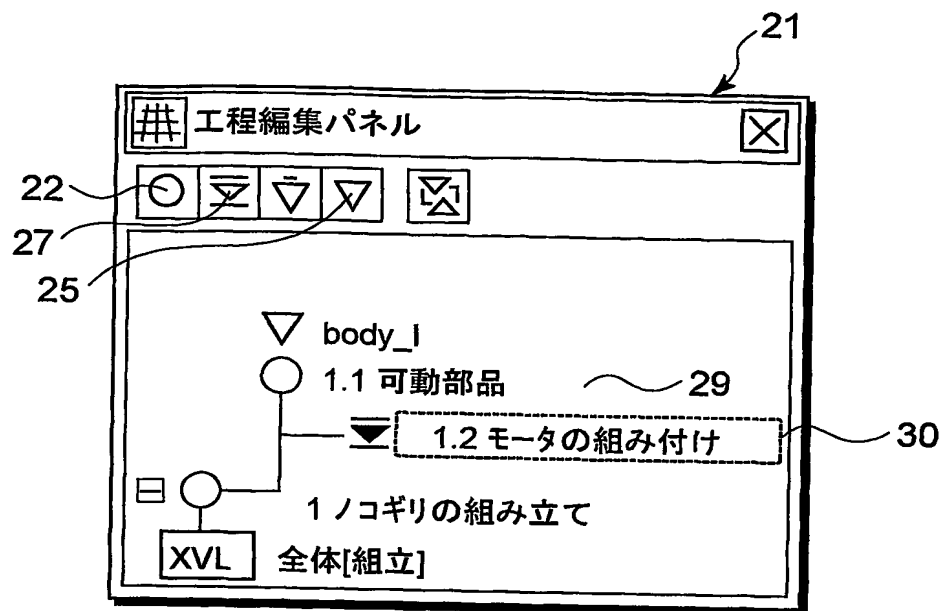 21
工程編集パネル
22
27
25
body_l
1.1 可動部品
29
1.2 モータの組み付け
30
1 ノコギリの組み立て
XVL 全体[組立]